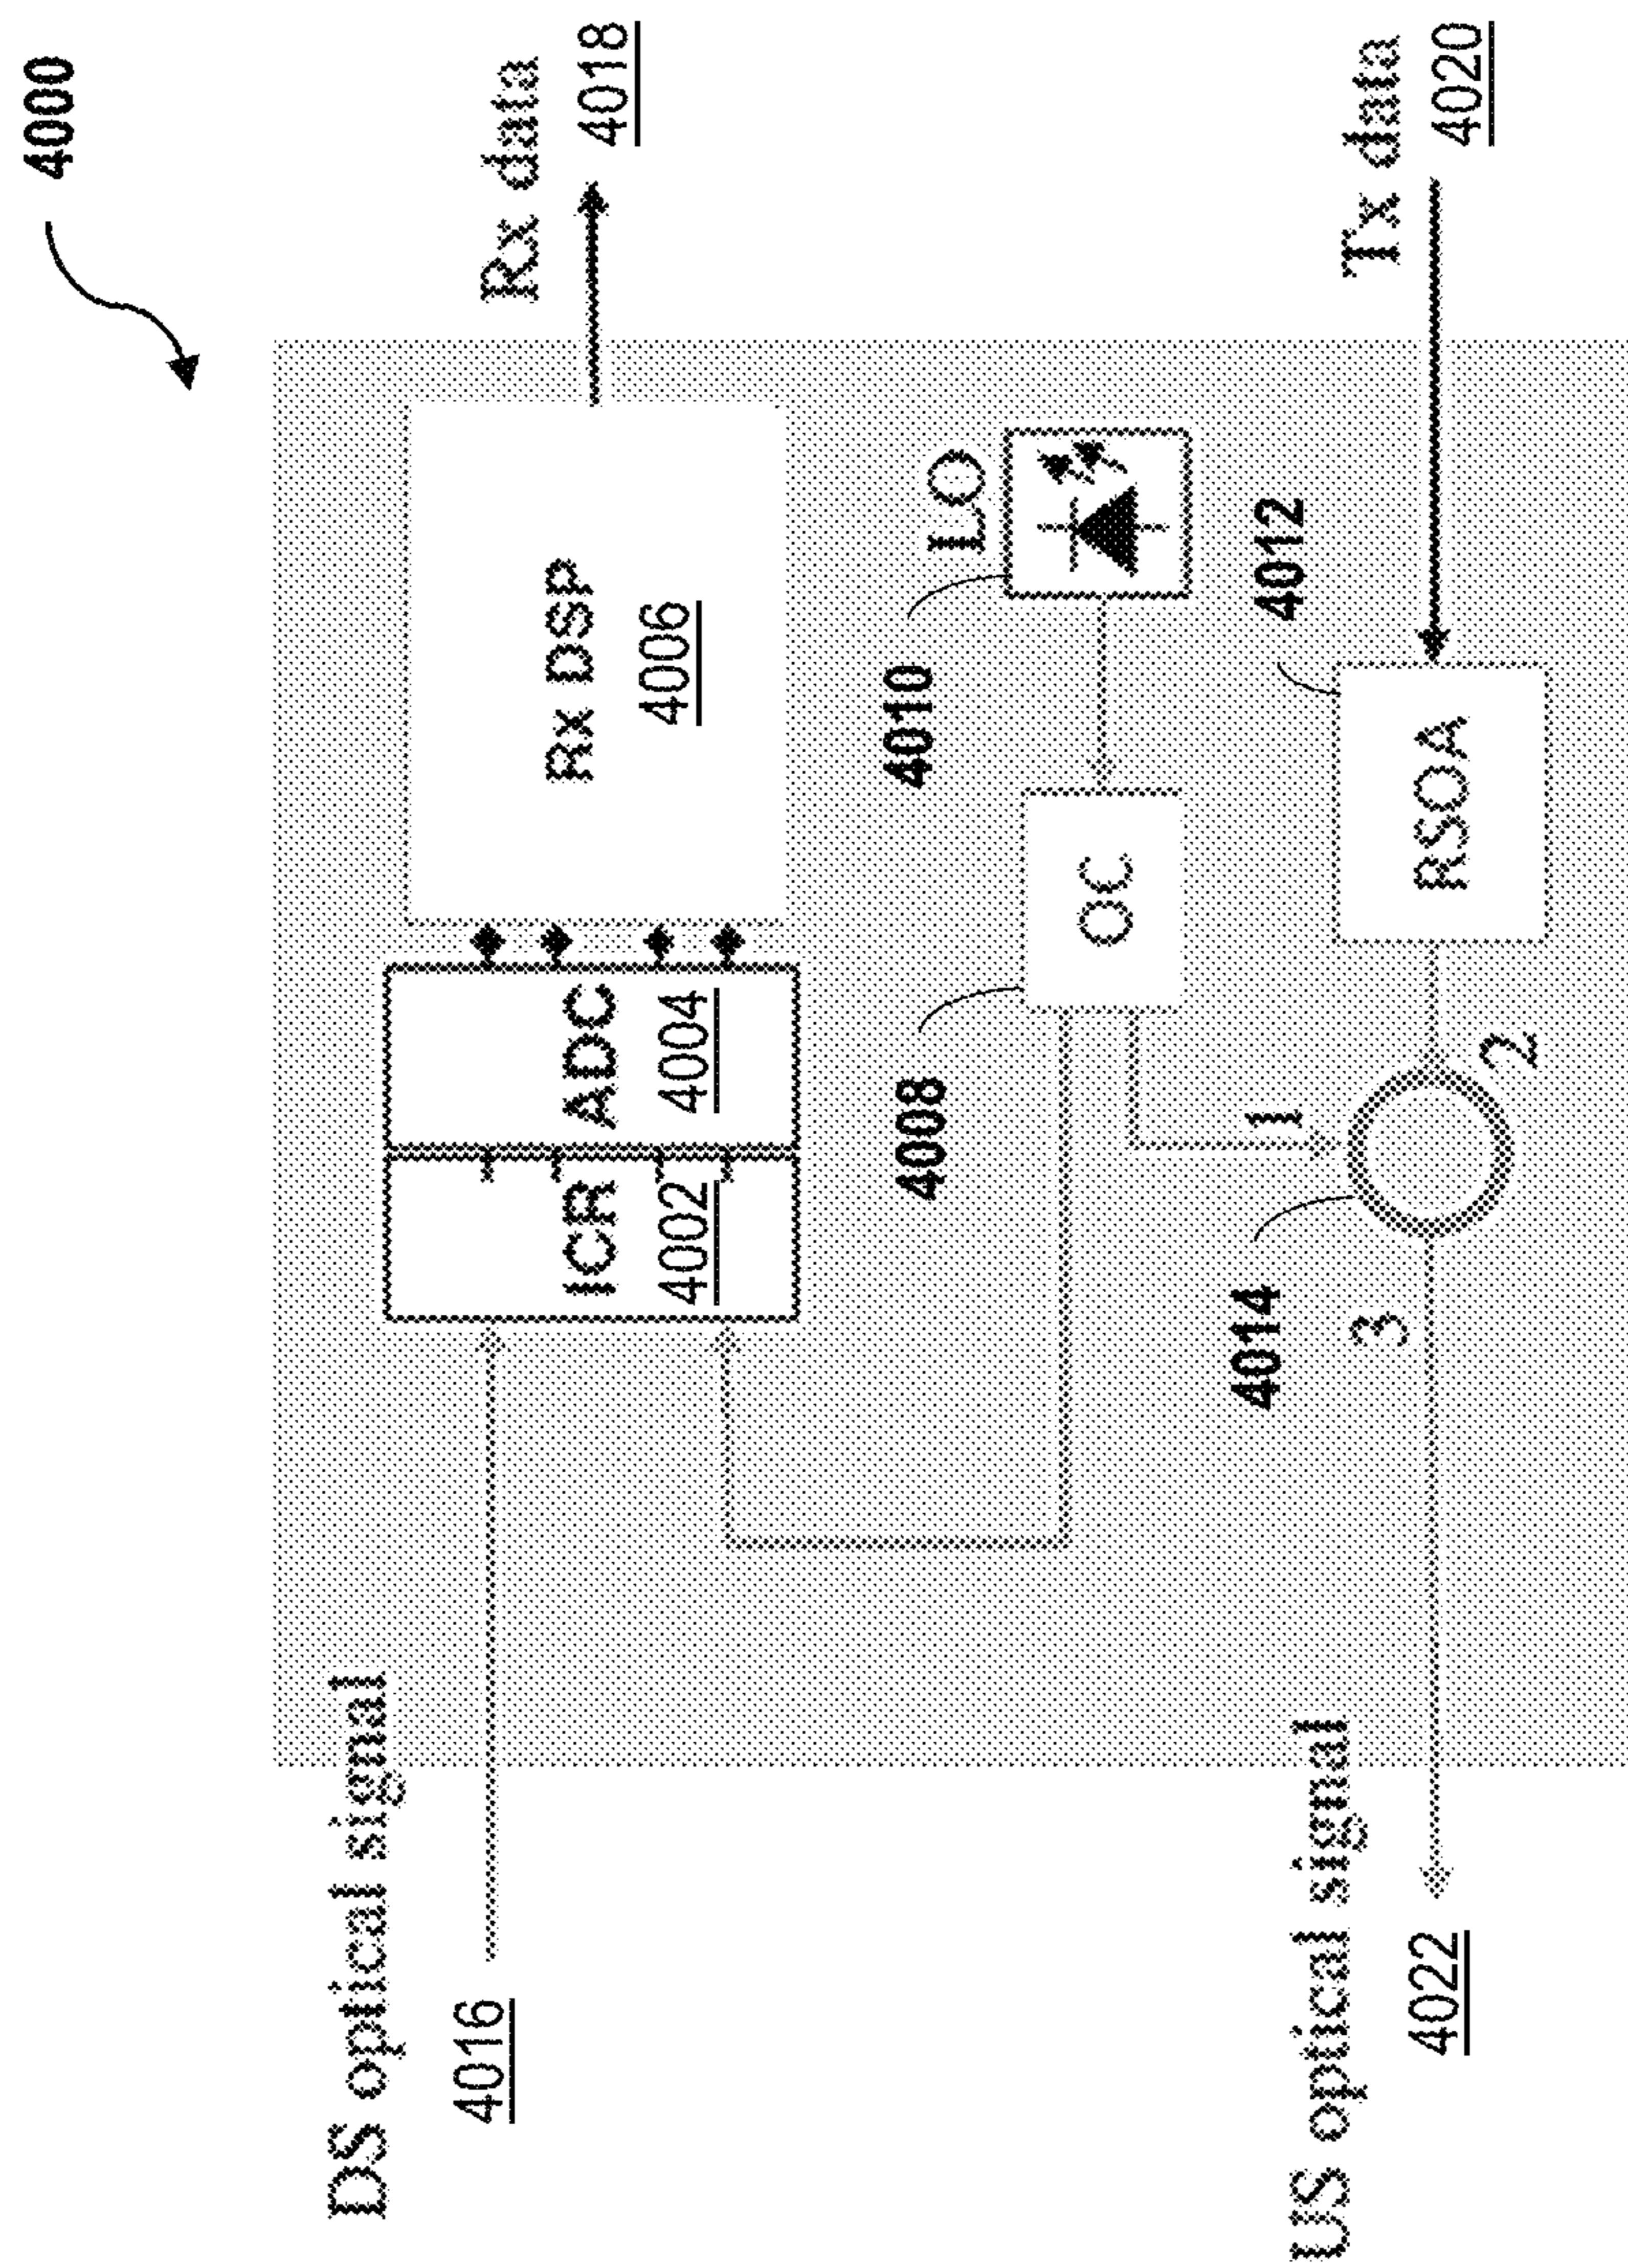 4000
DS optical signal
4016
ICR
4002
ADC
4004
Rx DSP
4006
Rx data
4018
4010
LO
4008
OC
4012
4014
1
2
3
RSOA
Tx data
4020
US optical signal
4022